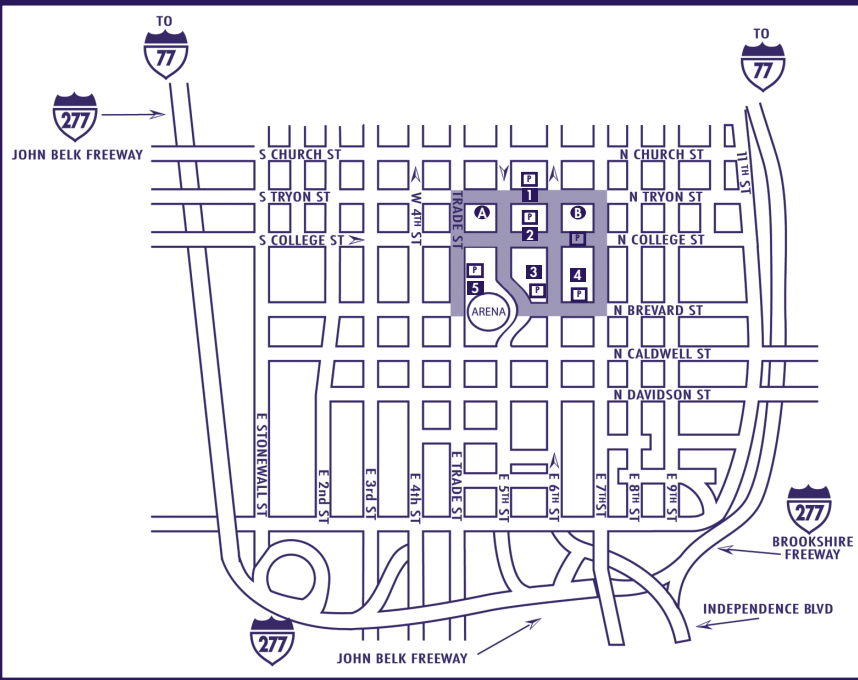 TO
77
TO
77
277
JOHN BELK FREEWAY
S CHURCH ST
N CHURCH ST
11TH ST
P
1
S TRYON ST
N TRYON ST
W 4TH ST
TRADE ST
A
P
B
2
S COLLEGE ST
P
N COLLEGE ST
P
5
3
P
4
P
ARENA
N BREVARD ST
N CALDWELL ST
N DAVIDSON ST
E STONEWALL ST
E 2nd ST
E 3rd ST
E 4th ST
E TRADE ST
E 5TH ST
E 6TH ST
E 7THST
E 8TH ST
E 9TH ST
277
BROOKSHIRE
FREEWAY
INDEPENDENCE BLVD
277
JOHN BELK FREEWAY